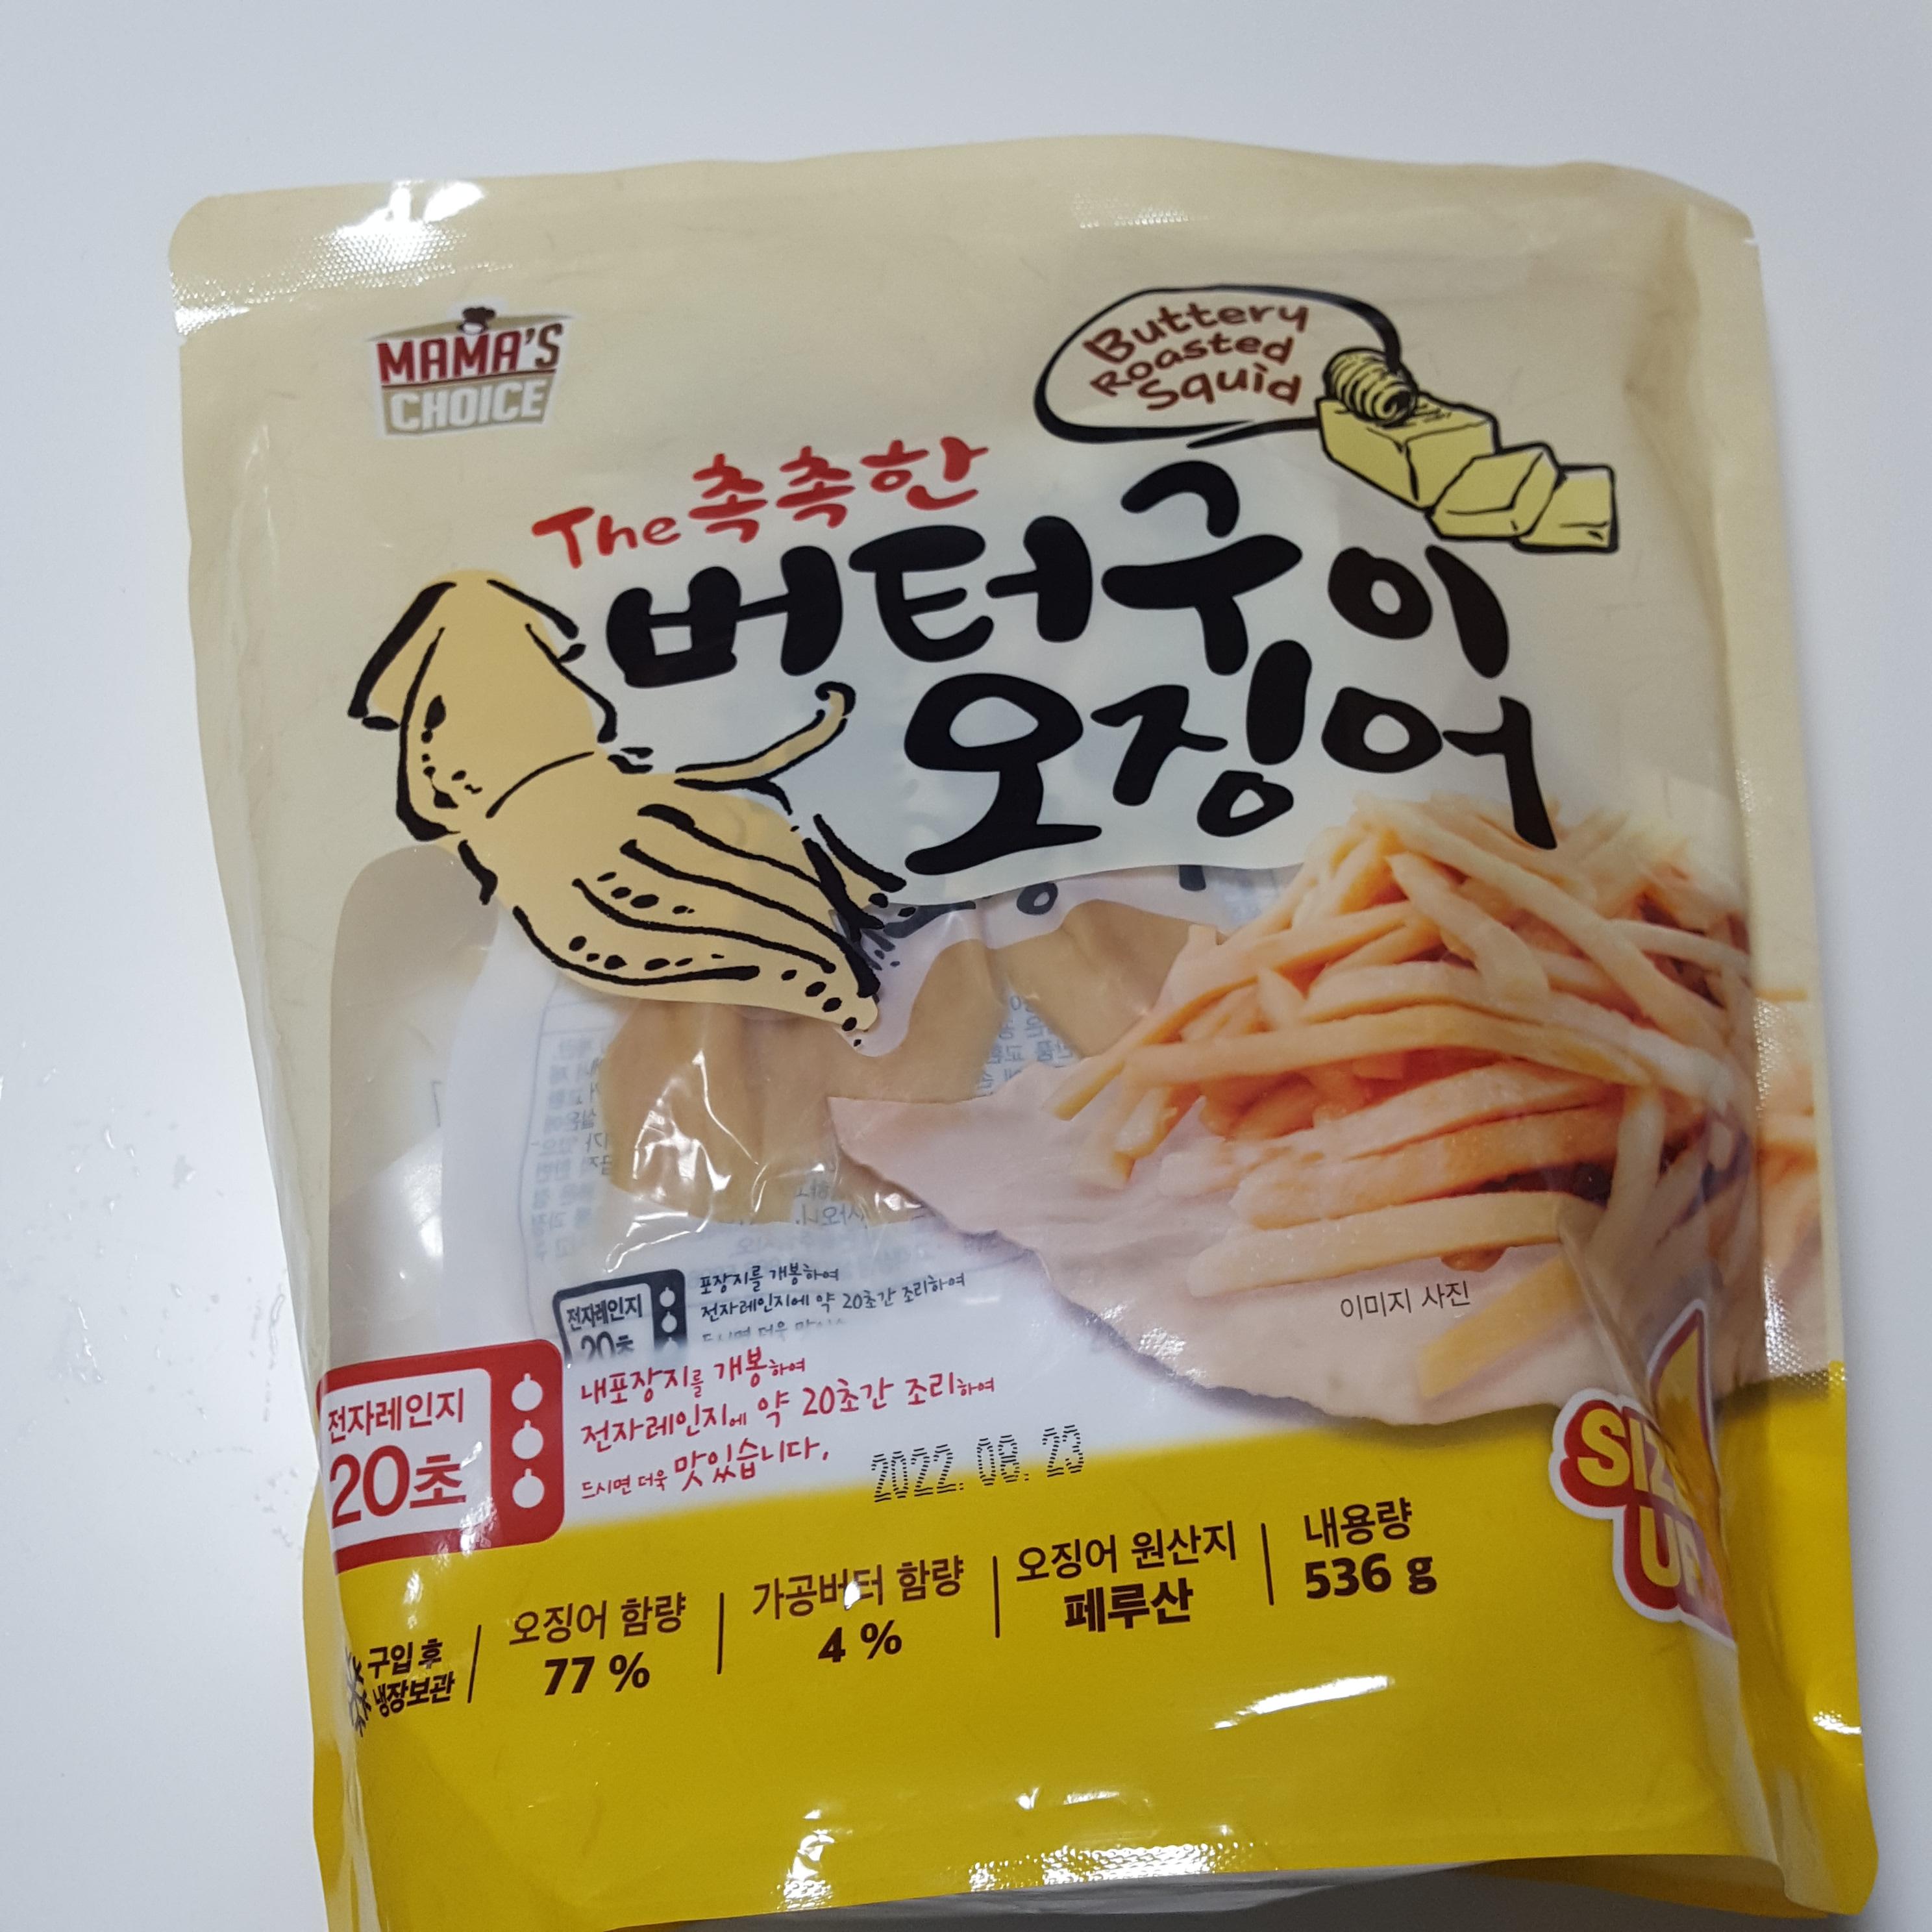 MAMA'S
CHOICE
Buttery
Roasted
Squid
The 촉촉한
버터구이
오징어
전자레인지
20초
포장지를 개봉하여
전자레인지에 약 20초간 조리하여
이미지 사진
전자레인지
20초
내포장지를 개봉하여
전자레인지에 약 20초간 조리하여
드시면 더욱 맛있습니다.
2022. 08. 23
SIZE
UP
구입 후
냉장보관
오징어 함량
77 %
가공버터 함량
4 %
오징어 원산지
페루산
내용량
536 g